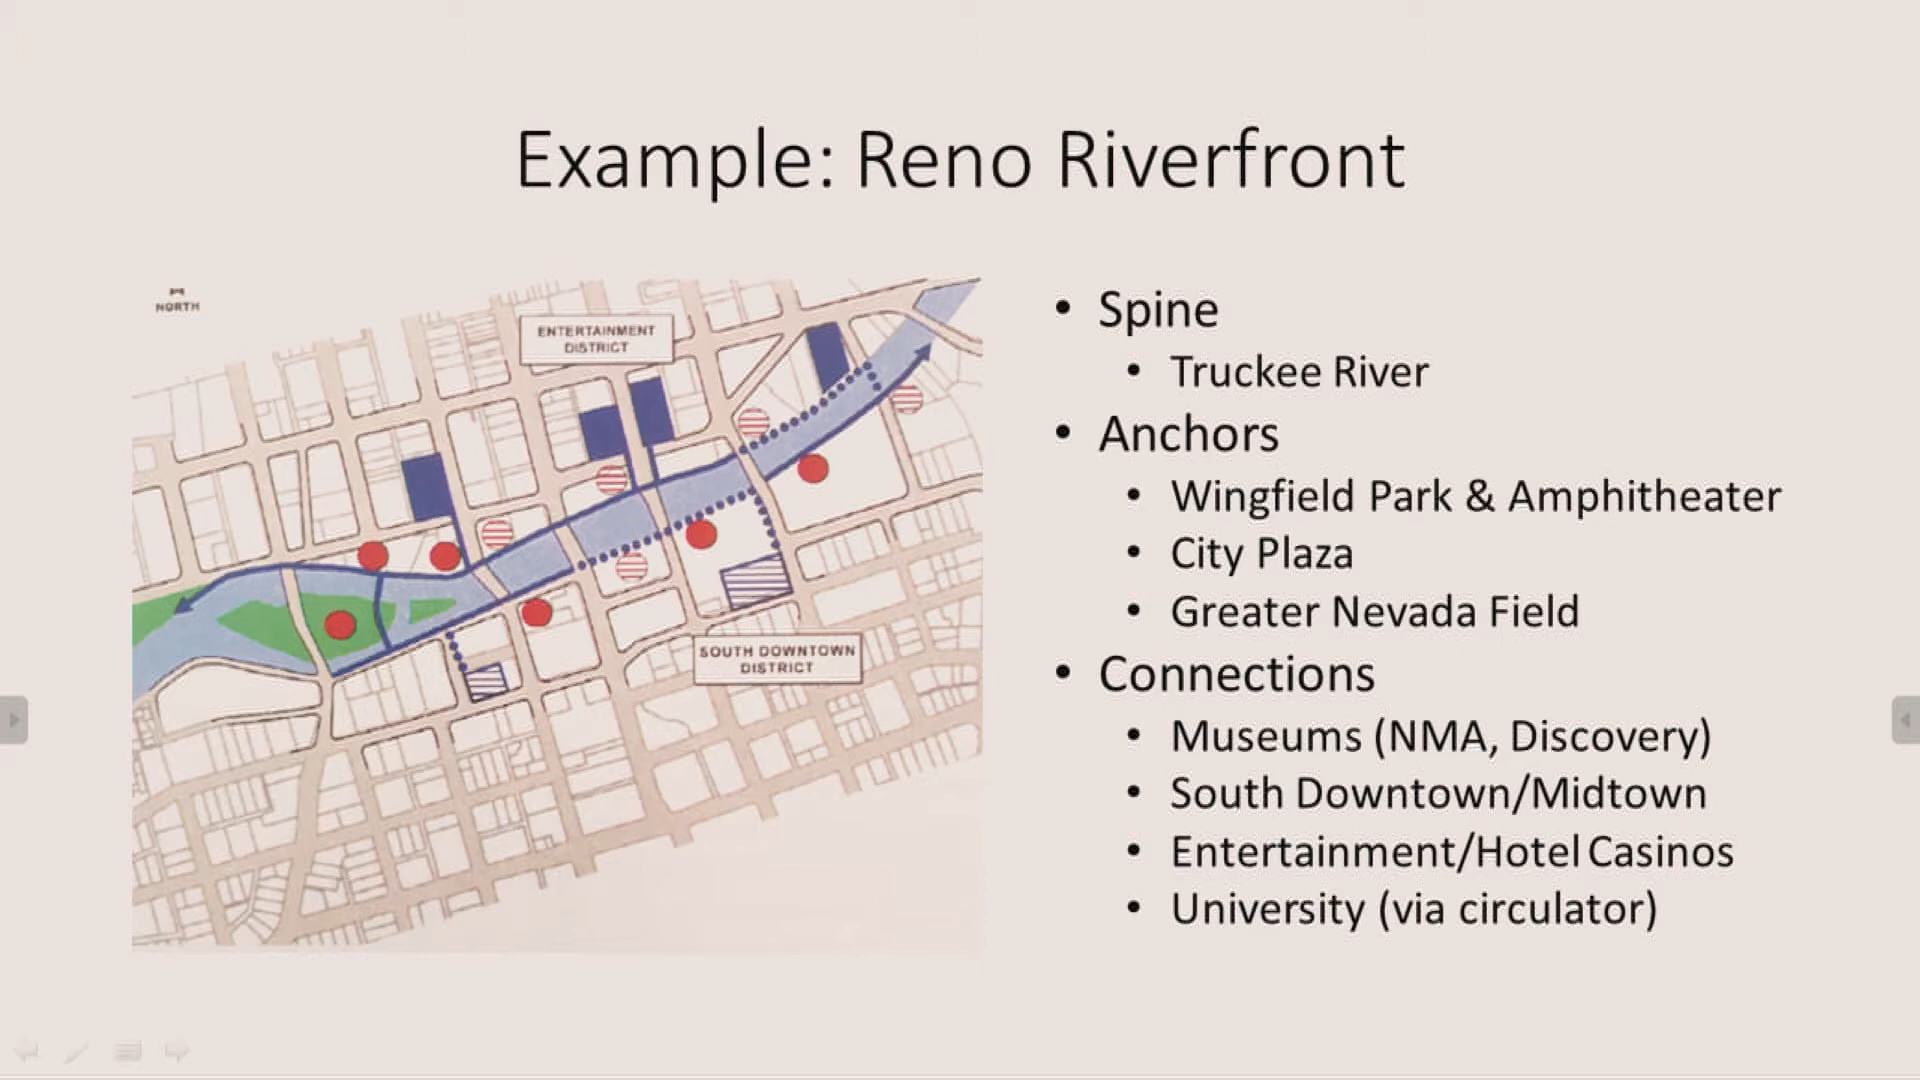 Example: Reno Riverfront
NORTH
ENTERTAINMENT
DISTRICT
SOUTH DOWNTOWN
DISTRICT
• Spine
• Truckee River
• Anchors
• Wingfield Park & Amphitheater
• City Plaza
• Greater Nevada Field
• Connections
• Museums (NMA, Discovery)
• South Downtown/Midtown
• Entertainment/Hotel Casinos
• University (via circulator)